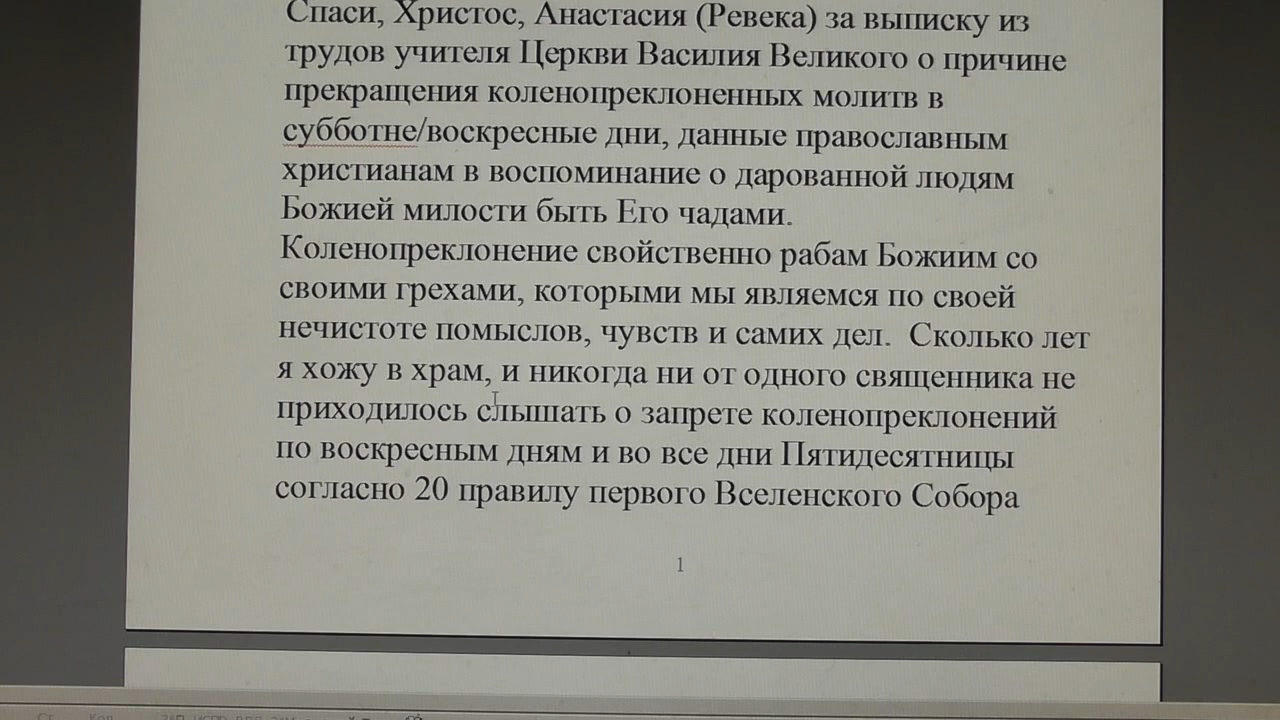 Спаси, Христос, Анастасия (Ревека) за выписку из
трудов учителя Церкви Василия Великого о причине
прекращения коленопреклоненных молитв в
субботне/воскресные дни, данные православным
христианам в воспоминание о дарованной людям
Божией милости быть Его чадами.
Коленопреклонение свойственно рабам Божиим со
своими грехами, которыми мы являемся по своей
нечистоте помыслов, чувств и самих дел. Сколько лет
я хожу в храм, и никогда ни от одного священника не
приходилось слышать о запрете коленопреклонений
по воскресным дням и во все дни Пятидесятницы
согласно 20 правилу первого Вселенского Собора
1